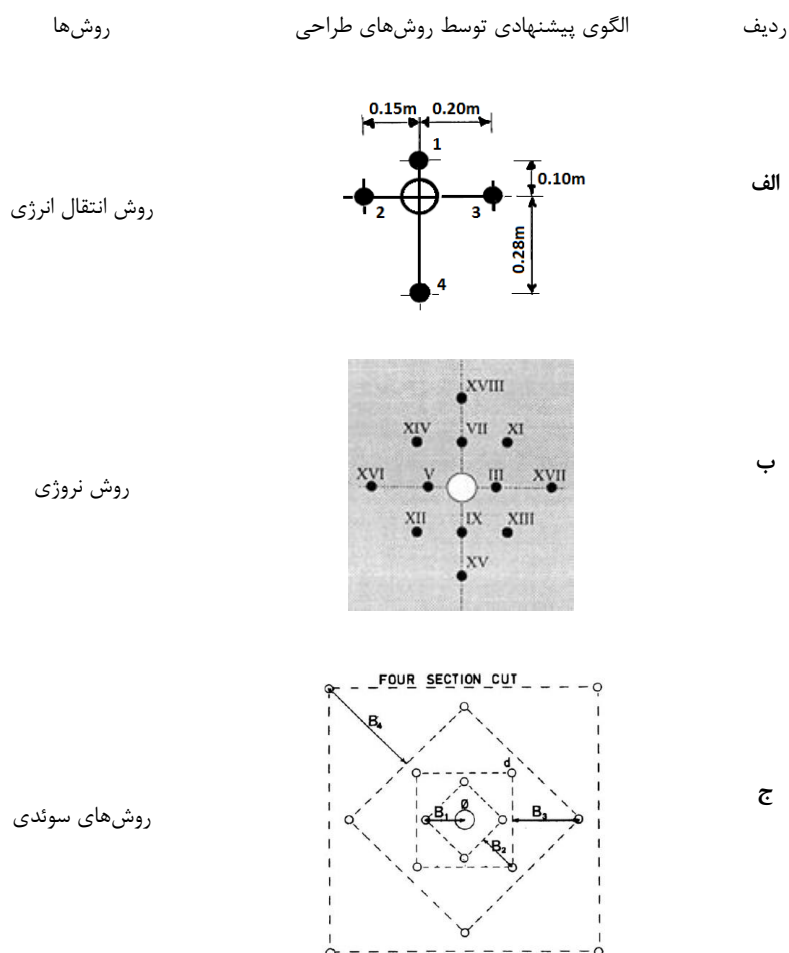 ردیف الگوی پیشنهادی توسط روش‌های طراحی روش‌ها
الف
0.15m 0.20m
1
0.10m
2 3
0.28m
4
روش انتقال انرژی
ب
XVIII
XIV VII XI
XVI V III XVII
XII IX XIII
XV
روش نروژی
ج
FOUR SECTION CUT
B4
d
Ø
B1 B3
B2
روش‌های سوئدی